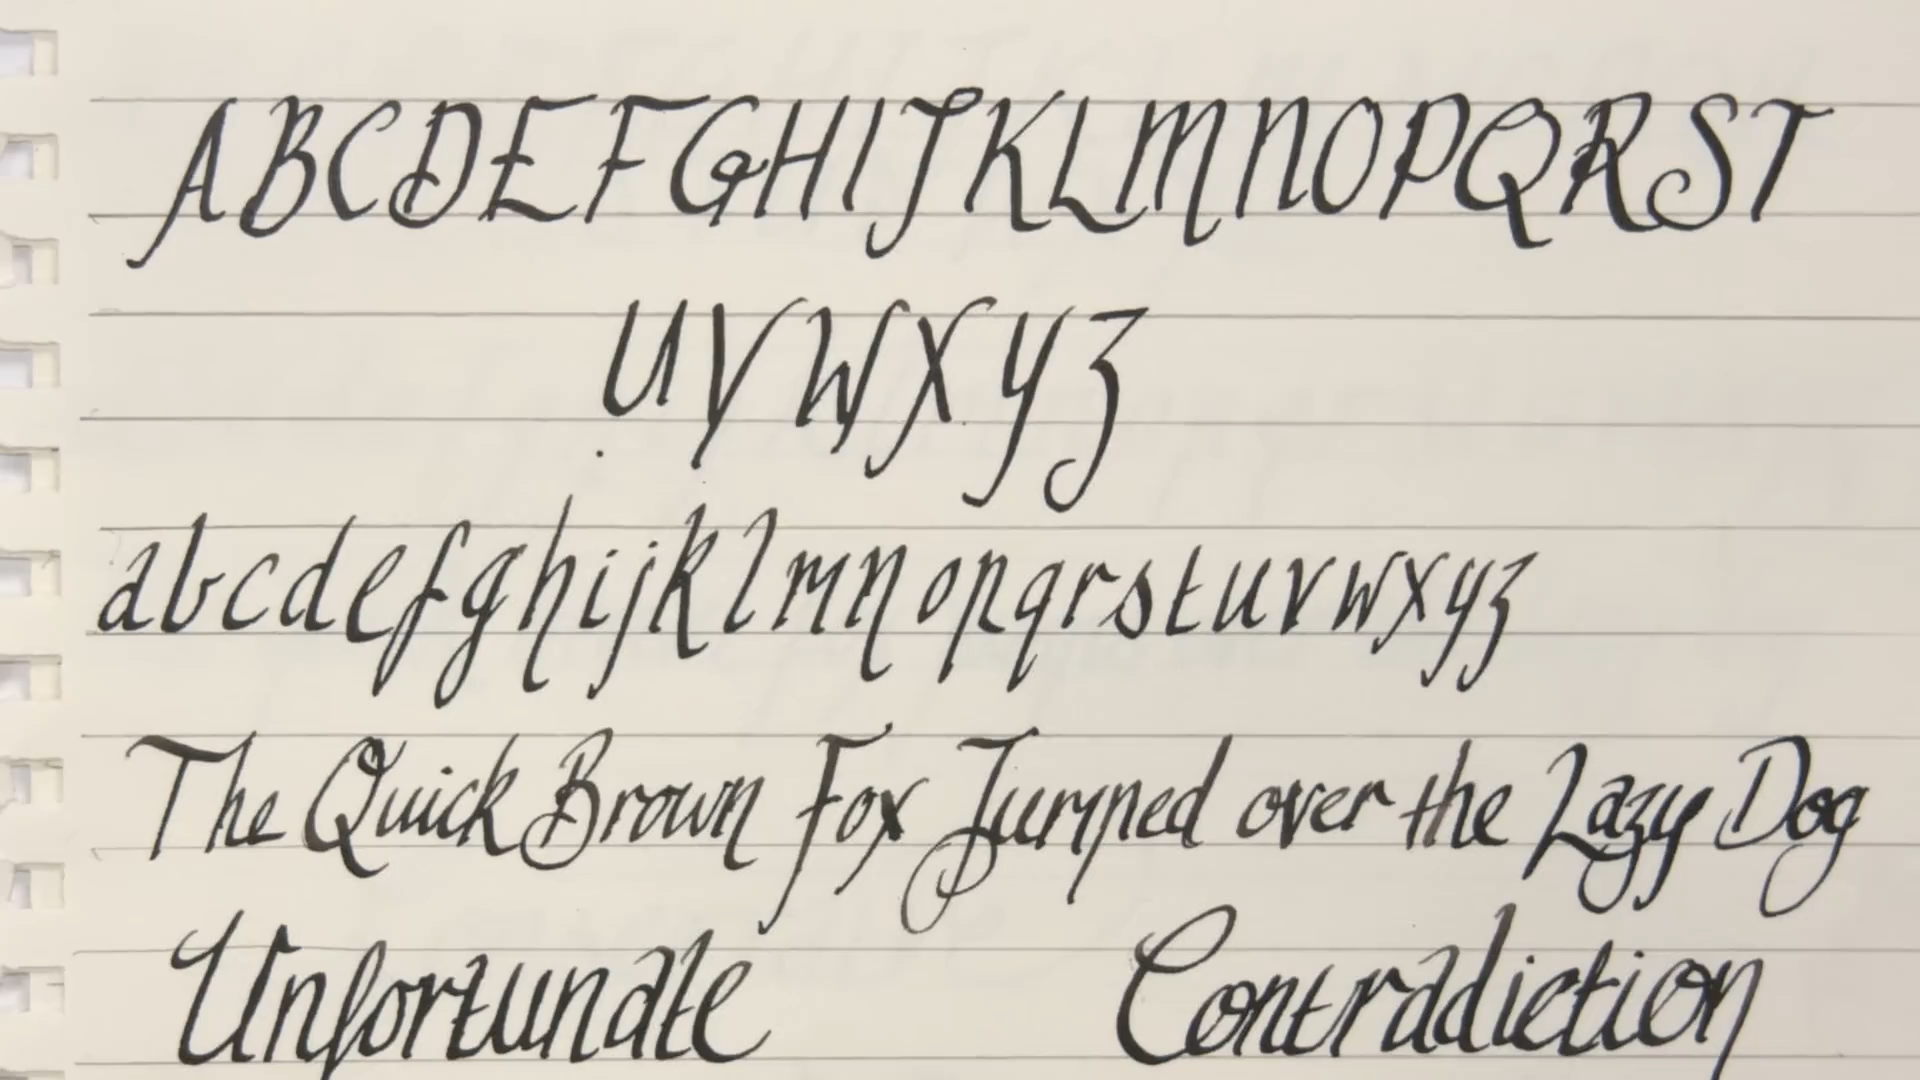 ABCDEFGHIJKLMNOPQRST
UVWXYZ
abcdefghijklmnopqrstuvwxyz
The Quick Brown Fox Jumped over the Lazy Dog
Unfortunate Contradiction